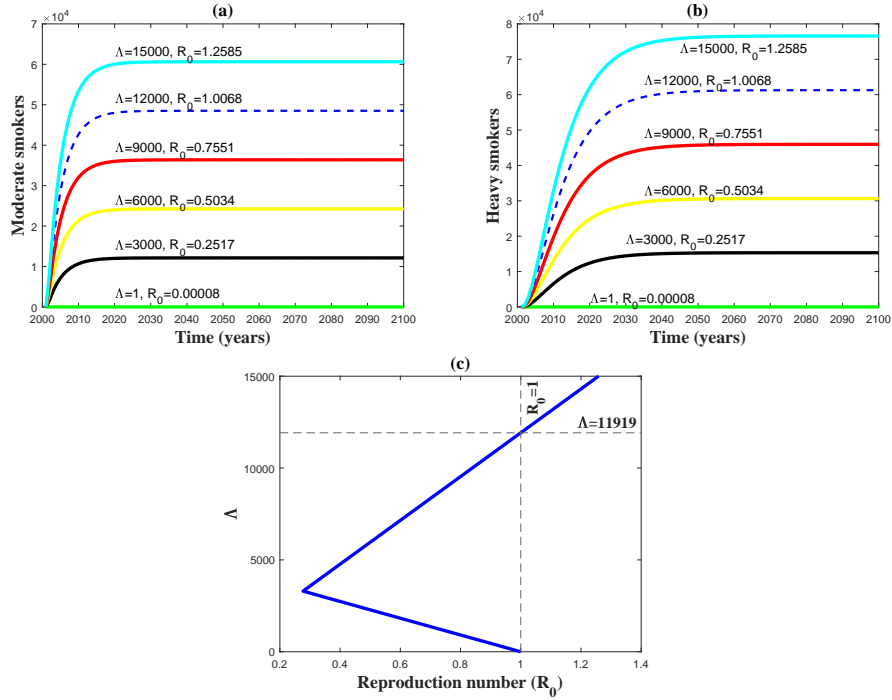 (a)
×10⁴
7
6
5
4
3
2
1
0
Moderate smokers
Λ=15000, R₀=1.2585
Λ=12000, R₀=1.0068
Λ=9000, R₀=0.7551
Λ=6000, R₀=0.5034
Λ=3000, R₀=0.2517
Λ=1, R₀=0.00008
2000 2010 2020 2030 2040 2050 2060 2070 2080 2090 2100
Time (years)
(b)
×10⁴
8
7
6
5
4
3
2
1
0
Heavy smokers
Λ=15000, R₀=1.2585
Λ=12000, R₀=1.0068
Λ=9000, R₀=0.7551
Λ=6000, R₀=0.5034
Λ=3000, R₀=0.2517
Λ=1, R₀=0.00008
2000 2010 2020 2030 2040 2050 2060 2070 2080 2090 2100
Time (years)
(c)
15000
10000
5000
0
Λ
R₀=1
Λ=11919
0.2 0.4 0.6 0.8 1 1.2 1.4
Reproduction number (R₀)